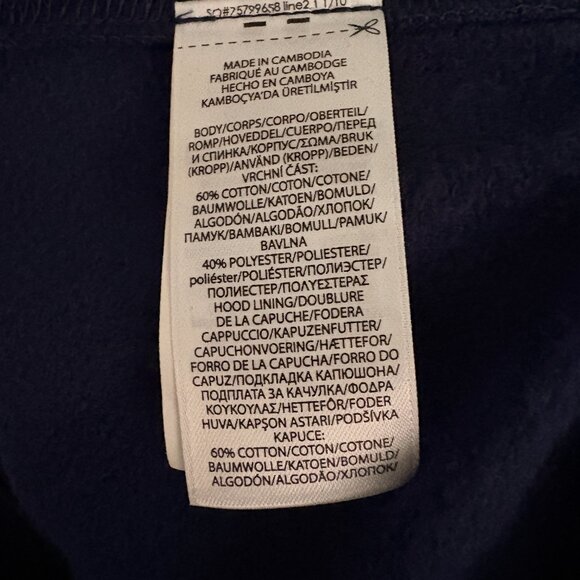 SO#75799658 line2 1 1/10
MADE IN CAMBODIA
FABRIQUÉ AU CAMBODGE
HECHO EN CAMBOYA
KAMBOÇYA'DA ÜRETİLMİŞTİR
BODY/CORPS/CORPO/OBERTEIL/
ROMP/HOVEDDEL/CUERPO/ПЕРЕД
И СПИНКА/КОРПУС/ΣΩΜΑ/BRUK
(KROPP)/ANVÄND (KROPP)/BEDEN/
VRCHNÍ ČÁST:
60% COTTON/COTON/COTONE/
BAUMWOLLE/KATOEN/BOMULD/
ALGODÓN/ALGODÃO/ХЛОПОК/
ПАМУК/ΒΑΜΒΑΚΙ/BOMULL/PAMUK/
BAVLNA
40% POLYESTER/POLIESTERE/
poliéster/POLIÉSTER/ПОЛИЭСТЕР/
ПОЛИЕСТЕР/ΠΟΛΥΕΣΤΕΡΑΣ
HOOD LINING/DOUBLURE
DE LA CAPUCHE/FODERA
CAPPUCCIO/KAPUZENFUTTER/
CAPUCHONVOERING/HÆTTEFOR/
FORRO DE LA CAPUCHA/FORRO DO
CAPUZ/ПОДКЛАДКА КАПЮШОНА/
ПОДПЛАТА ЗА КАЧУЛКА/ΦΟΔΡΑ
ΚΟΥΚΟΥΛΑΣ/HETTEFÔR/FODER
HUVA/KAPŞON ASTARI/PODŠÍVKA
KAPUCE:
60% COTTON/COTON/COTONE/
BAUMWOLLE/KATOEN/BOMULD/
ALGODÓN/ALGODÃO/ХЛОПОК/